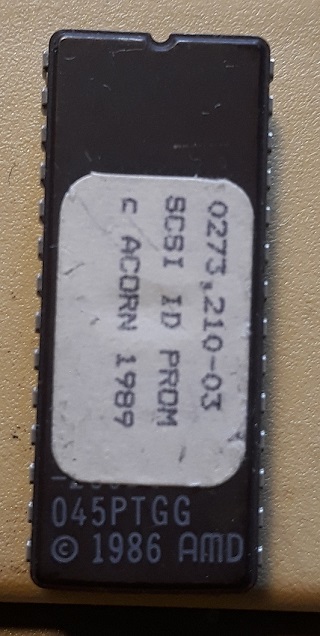 0273,210-03
SCSI ID PROM
c ACORN 1989
045PTGG
© 1986 AMD